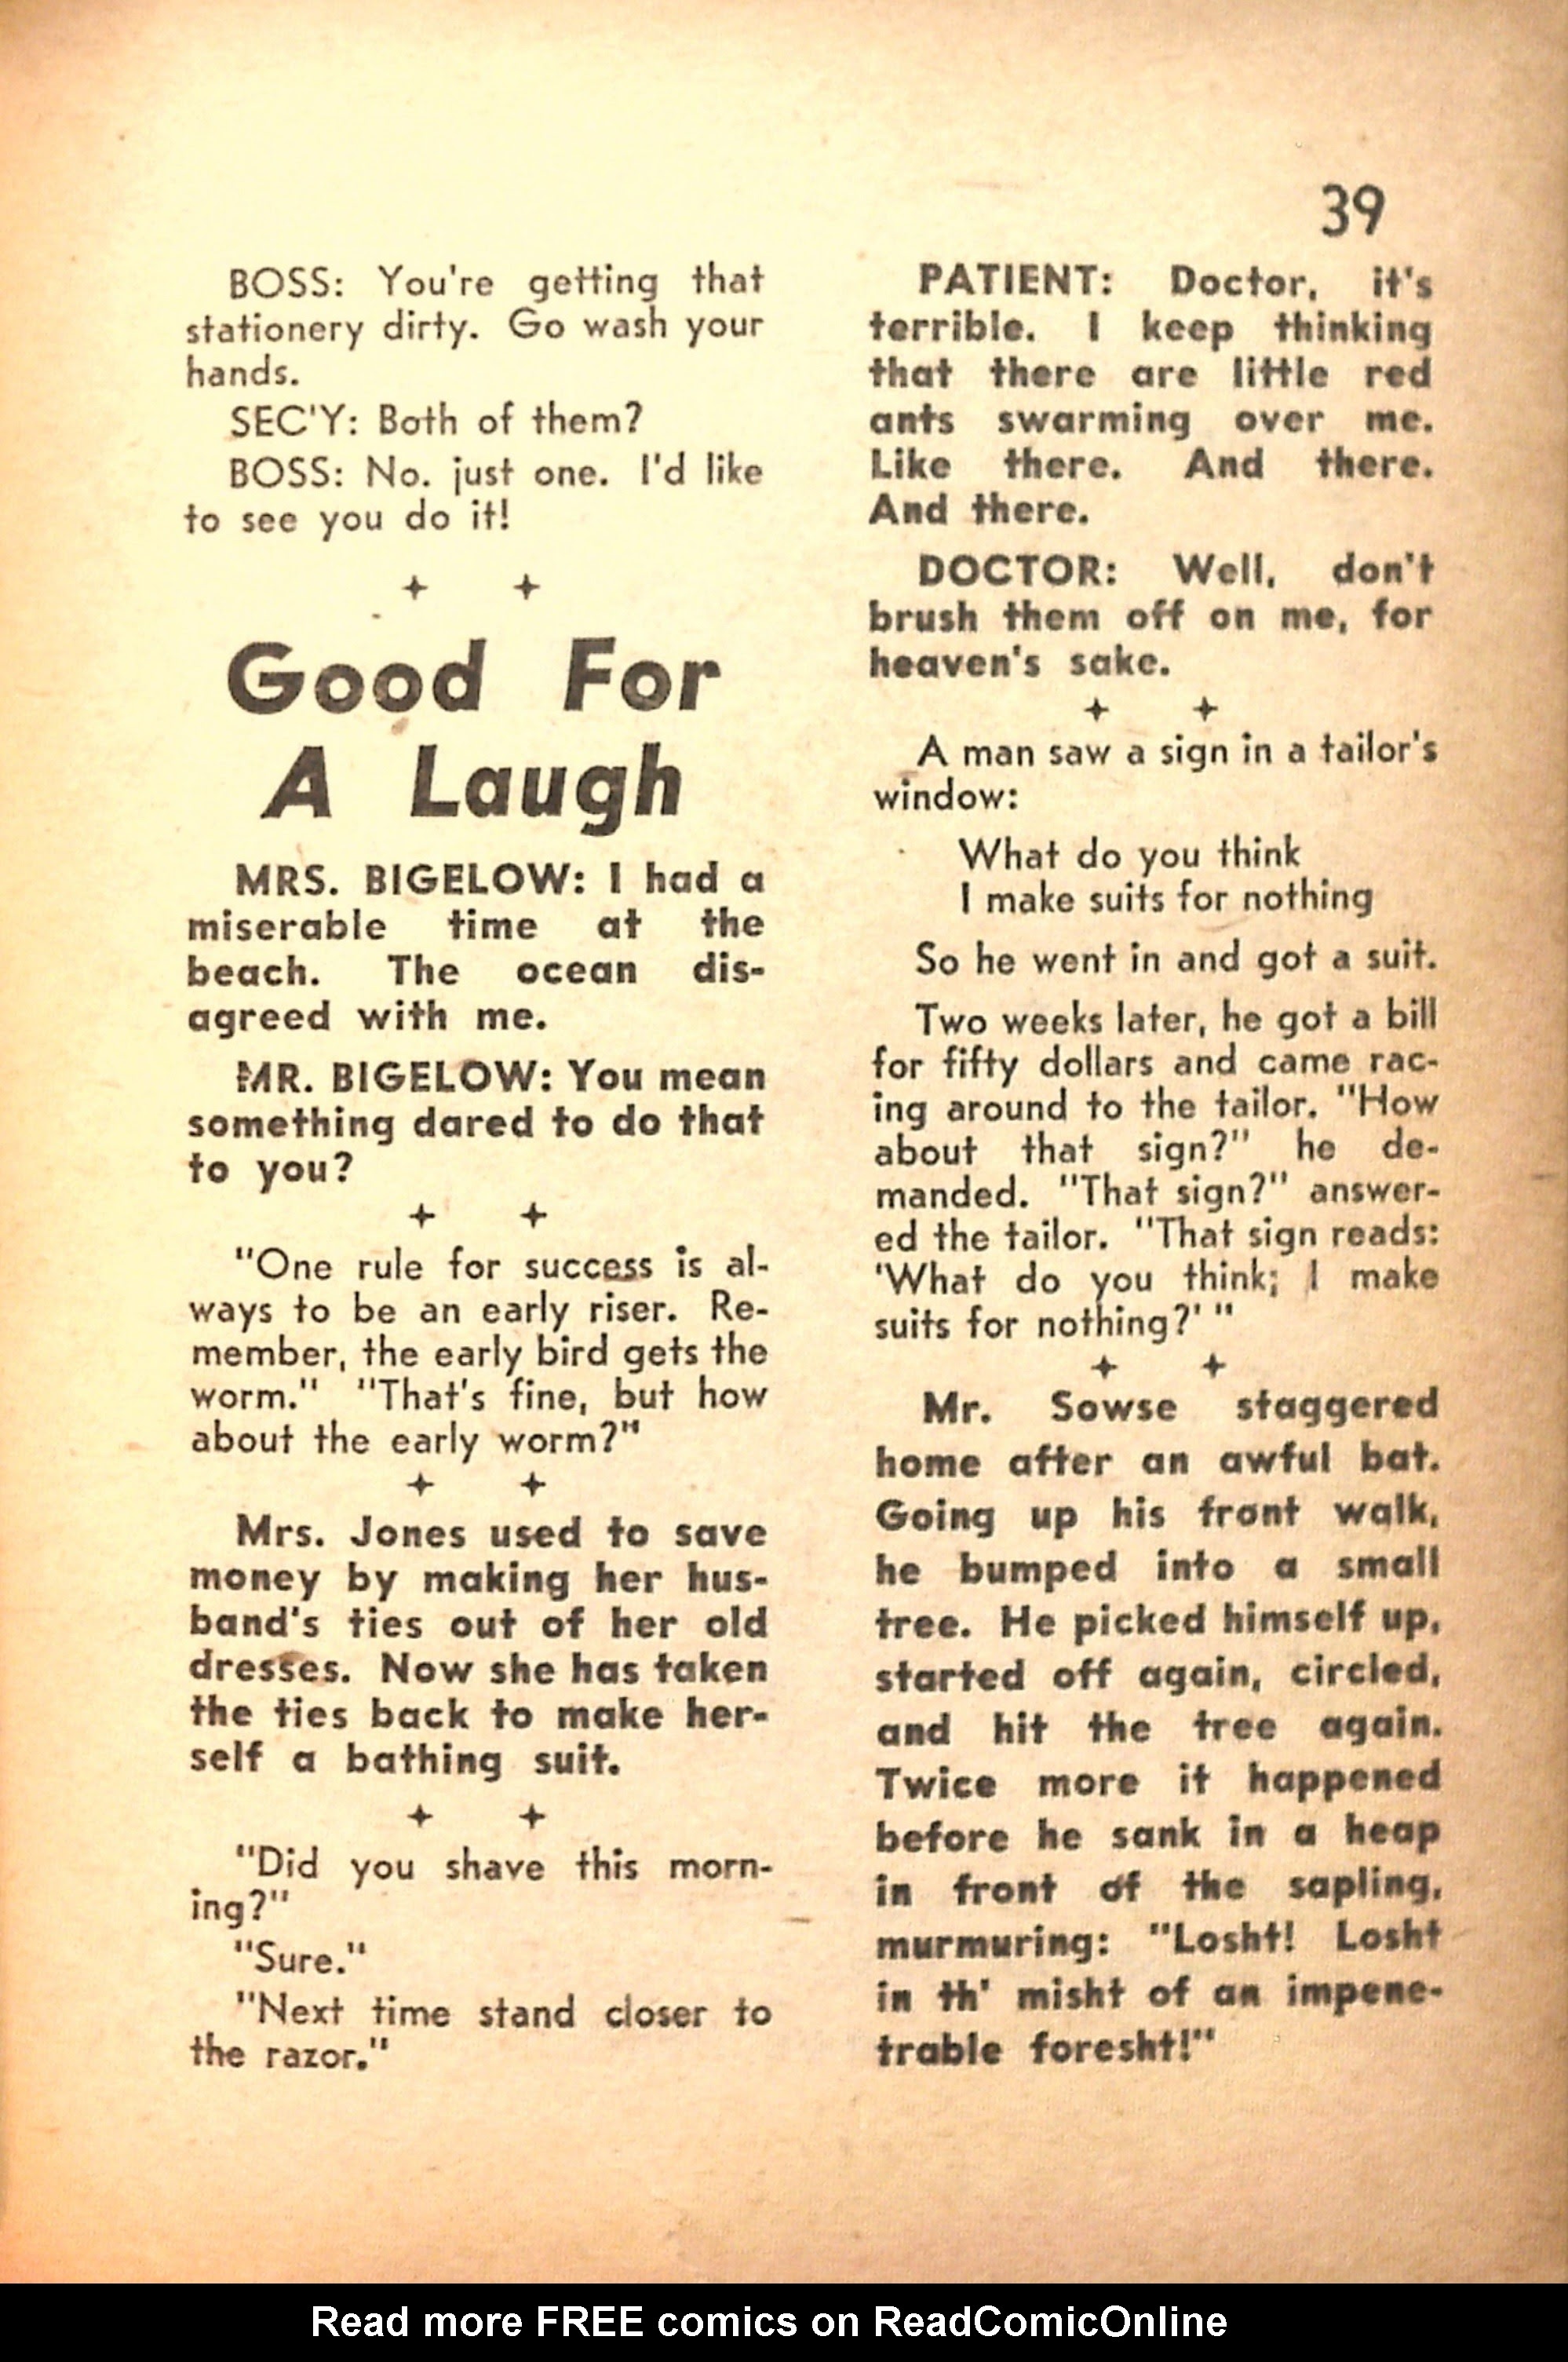 39
BOSS: You're getting that
stationery dirty. Go wash your
hands.
SEC'Y: Both of them?
BOSS: No. just one. I'd like
to see you do it!
Good For
A Laugh
MRS. BIGELOW: I had a
miserable time at the
beach. The ocean dis-
agreed with me.
MR. BIGELOW: You mean
something dared to do that
to you?
"One rule for success is al-
ways to be an early riser. Re-
member, the early bird gets the
worm." "That's fine, but how
about the early worm?"
Mrs. Jones used to save
money by making her hus-
band's ties out of her old
dresses. Now she has taken
the ties back to make her-
self a bathing suit.
"Did you shave this morn-
ing?"
"Sure."
"Next time stand closer to
the razor."
PATIENT: Doctor, it's
terrible. I keep thinking
that there are little red
ants swarming over me.
Like there. And there.
And there.
DOCTOR: Well, don't
brush them off on me, for
heaven's sake.
A man saw a sign in a tailor's
window:
What do you think
I make suits for nothing
So he went in and got a suit.
Two weeks later, he got a bill
for fifty dollars and came rac-
ing around to the tailor. "How
about that sign?" he de-
manded. "That sign?" answer-
ed the tailor. "That sign reads:
'What do you think; I make
suits for nothing?' "
Mr. Sowse staggered
home after an awful bat.
Going up his front walk,
he bumped into a small
tree. He picked himself up,
started off again, circled,
and hit the tree again.
Twice more it happened
before he sank in a heap
in front of the sapling,
murmuring: "Losht! Losht
in th' misht of an impene-
trable foresht!"
Read more FREE comics on ReadComicOnline